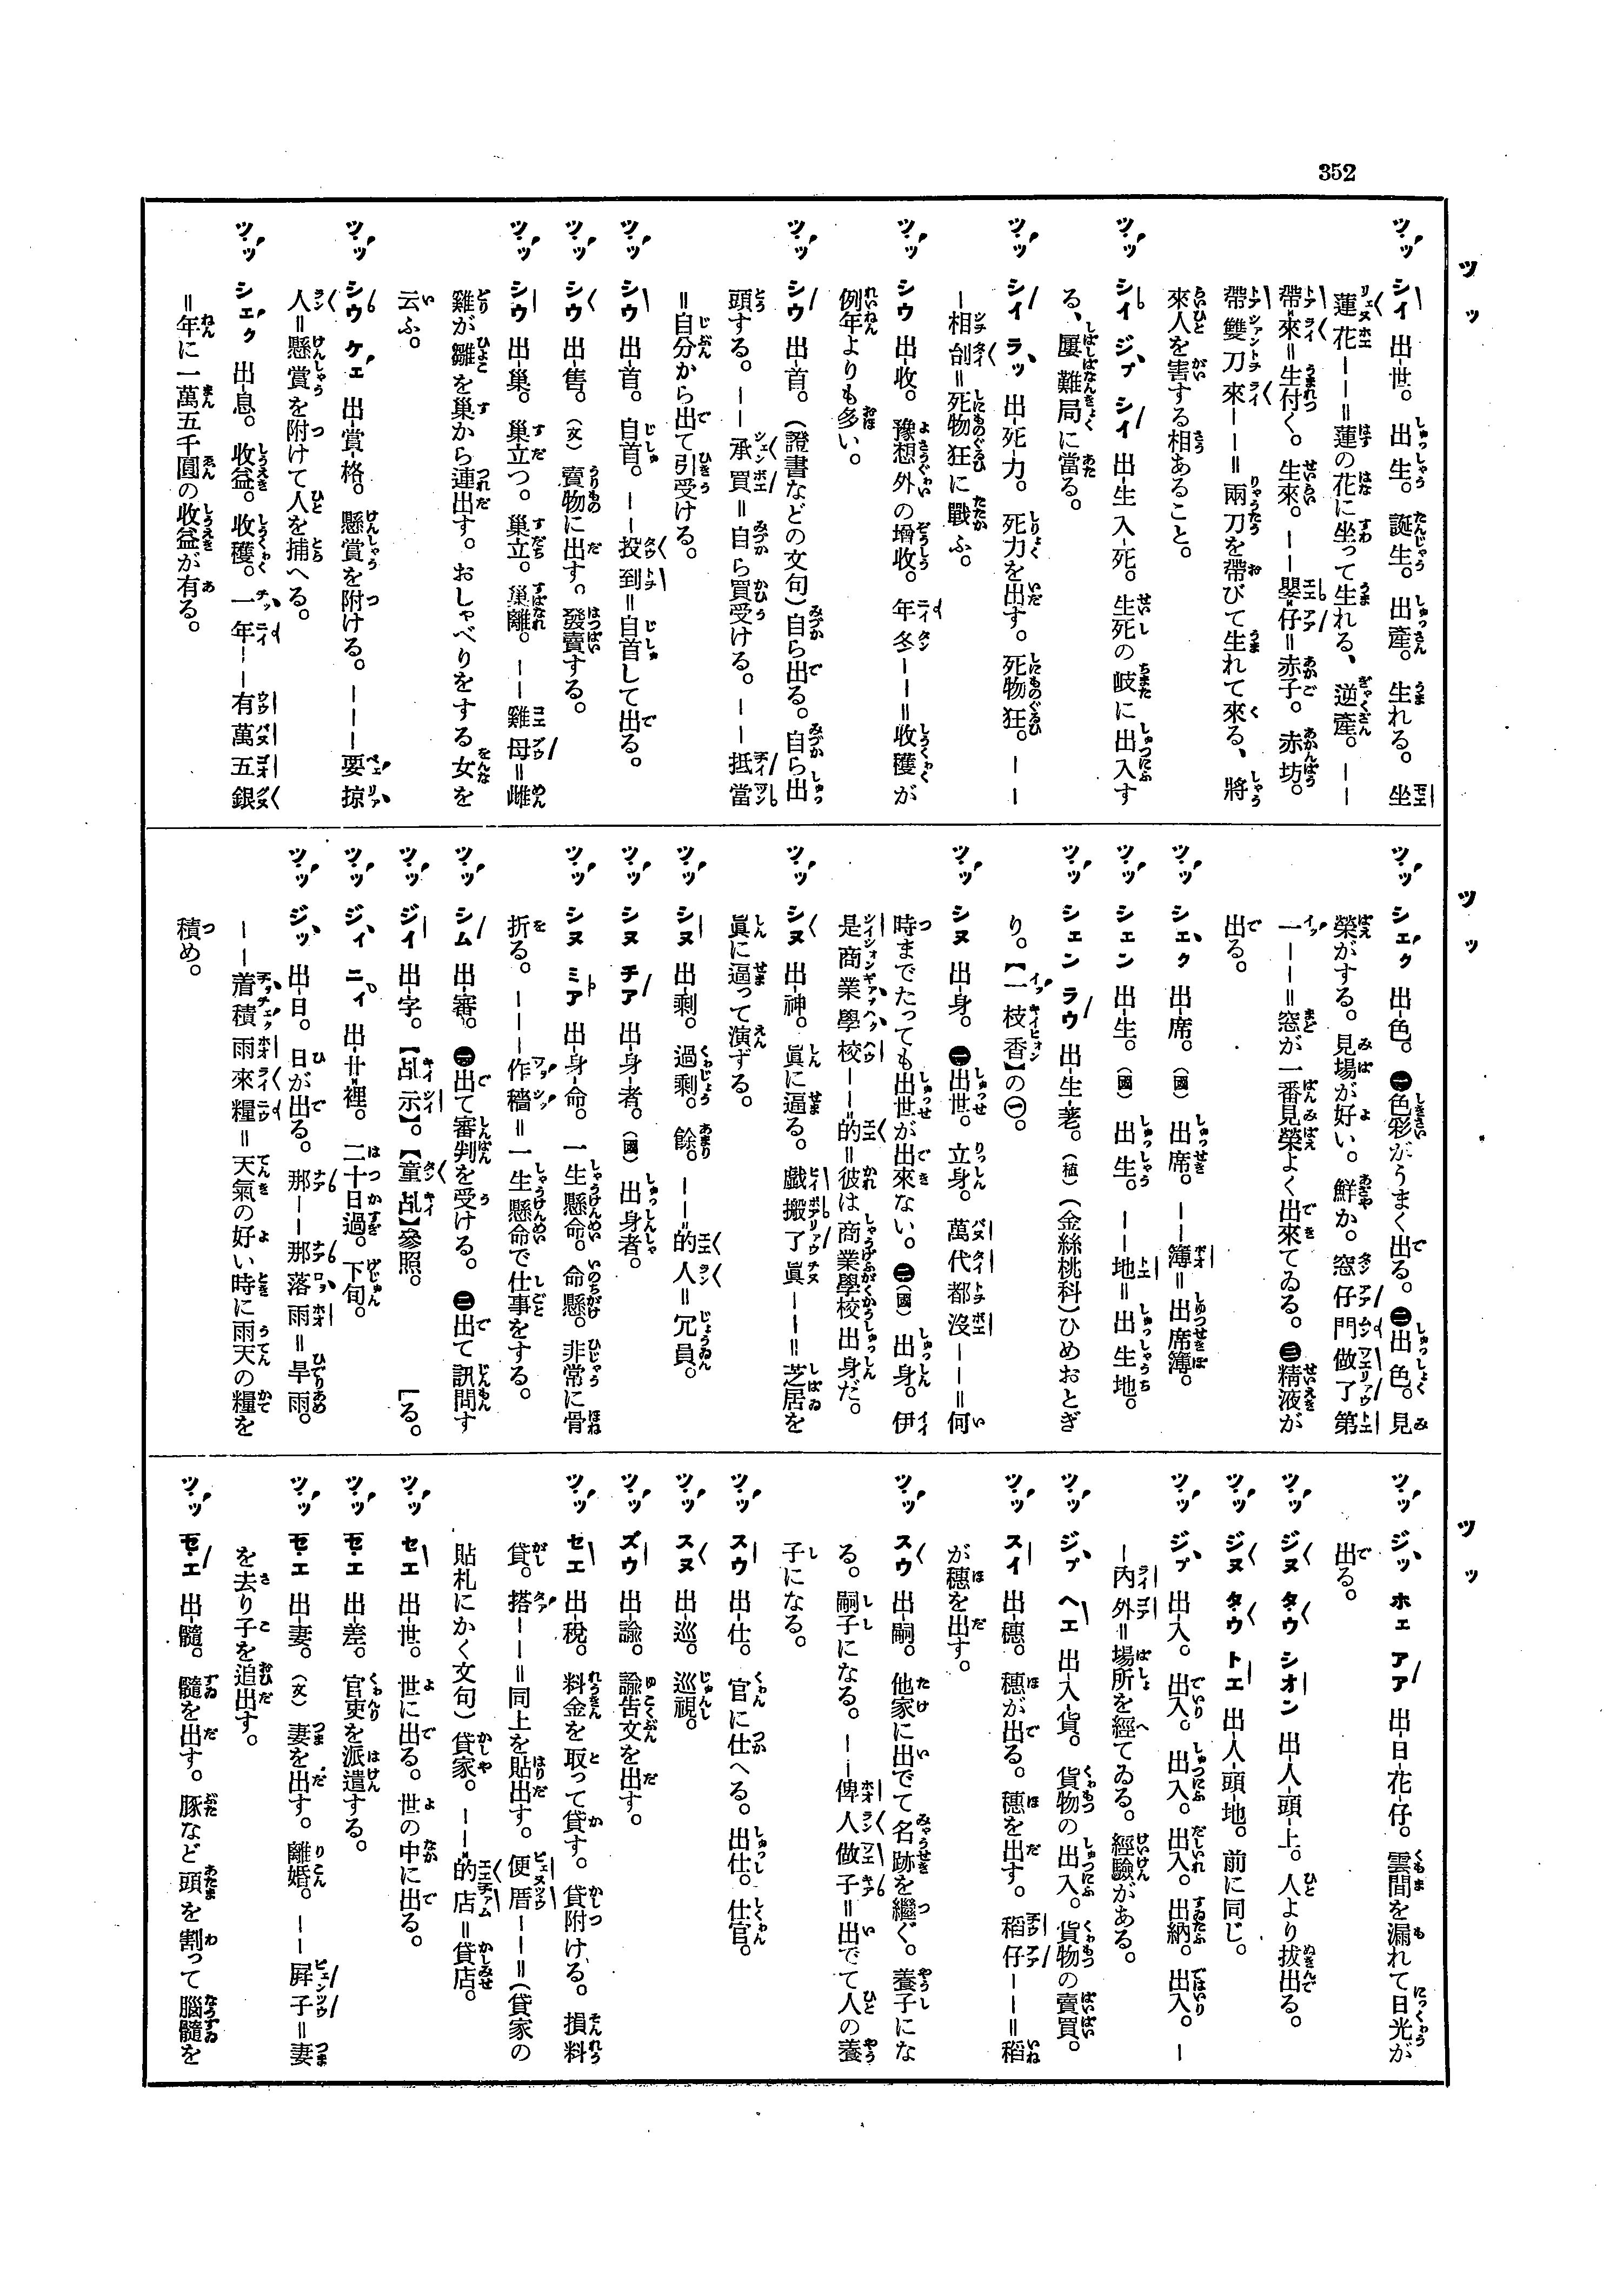 352
ツッ
ツッ
ツッ
ツッ シイ 出-世。出生。誕生。出產。生れる。坐
蓮花——＝蓮の花に坐って生れる、逆產。——
帶-來＝生付く。生來。——嬰-仔＝赤子。赤坊。
帶雙刀來——＝兩刀を帶びて生れて來る、將
來人を害する相あること。
ツッ シイ ジプ シイ 出-生入-死。生死の岐に出入す
る、屢難局に當る。
ツッ シイ ラッ 出-死-力。死力を出す。死物狂。—
—相刣＝死物狂に戰ふ。
ツッ シウ 出-收。豫想外の增收。年冬——＝收穫が
例年よりも多い。
ツッ シウ 出-首。(證書などの文句)自ら出る。自ら出
頭する。——承買＝自から買受ける。——抵當
＝自分から出て引受ける。
ツッ シウ 出-首。自首。——投到＝自首して出る。
ツッ シウ 出-售。(文)賣物に出す。發賣する。
ツッ シウ 出-巢。巢立つ。巢立。巢離。——雞母＝雌
雞が雛を巢から連出す。おしゃべりをする女を
云ふ。
ツッ シウ ケェ 出-賞-格。懸賞を附ける。———要掠
人＝懸賞を附けて人を捕へる。
ツッ シェク 出-息。收益。收穫。一年——有萬五銀
＝年に一萬五千圓の收益が有る。
ツッ シェク 出-色。㊀色彩がうまく出る。㊁出色。見
榮がする。見場が好い。鮮か。窓仔門做了第
一——＝窓が一番見榮よく出來てゐる。㊂精液が
出る。
ツッ シェク 出-席。(國)出席。——簿＝出席簿。
ツッ シェン 出-生。(國)出生。——地＝出生地。
ツッ シェン ラウ 出-生-老。(植)(金絲桃科)ひめおとぎ
り。【一枝香】の㊀。
ツッ シヌ 出-身。㊀出世。立身。萬代都沒——＝何
時までたっても出世が出來ない。㊁(國)出身。伊
是商業學校——的＝彼は商業學校出身だ。
ツッ シヌ 出-神。眞に逼る。戲搬了眞——＝芝居を
眞に逼って演ずる。
ツッ シヌ 出-剩。過剩。餘。——的人＝冗員。
ツッ シヌ チア 出-身-者。(國)出身者。
ツッ シヌ ミア 出-身-命。一生懸命。命懸。非常に骨
折る。———作穡＝一生懸命で仕事をする。
ツッ シム 出-審。㊀出て審判を受ける。㊁出て訊問す
ツッ ジイ 出-字。【乩示】。【童乩】參照。 〔る。
ツッ ジィ ニィ 出-廿-裡。二十日過。下旬。
ツッ ジッ 出-日。日が出る。那——那落雨＝旱雨。
——着積雨來糧＝天氣の好い時に雨天の糧を
積め。
ツッ ジッ ホェ アア 出-日-花-仔。雲間を漏れて日光が
出る。
ツッ ジヌ タウ シオン 出-人-頭-上。人より拔出る。
ツッ ジヌ タウ トエ 出-人-頭-地。前に同じ。
ツッ ジプ 出入。出入。出入。出入。出納。出入。—
—內外＝場所を經てゐる。經驗がある。
ツッ ジプ ヘエ 出入-貨。貨物の出入。貨物の賣買。
ツッ スイ 出-穗。穗が出る。穗を出す。稻仔——＝稻
が穗を出す。
ツッ スウ 出-嗣。他家に出でて名跡を繼ぐ。養子にな
る。嗣子になる。——俾人做子＝出でて人の養
子になる。
ツッ スウ 出-仕。官に仕へる。出仕。仕官。
ツッ スヌ 出-巡。巡視。
ツッ ズウ 出-諭。諭告文を出す。
ツッ セエ 出-稅。料金を取って貸す。貸附ける。損料
貸。搭——＝同上を貼出す。便厝——＝(貸家の
貼札にかく文句)貸家。——的店＝貸店。
ツッ セエ 出-世。世に出る。世の中に出る。
ツッ セエ 出-差。官吏を派遣する。
ツッ セエ 出-妻。(文)妻を出す。離婚。——屛子＝妻
を去り子を追出す。
ツッ セエ 出-髓。髓を出す。豚など頭を割って腦髓を